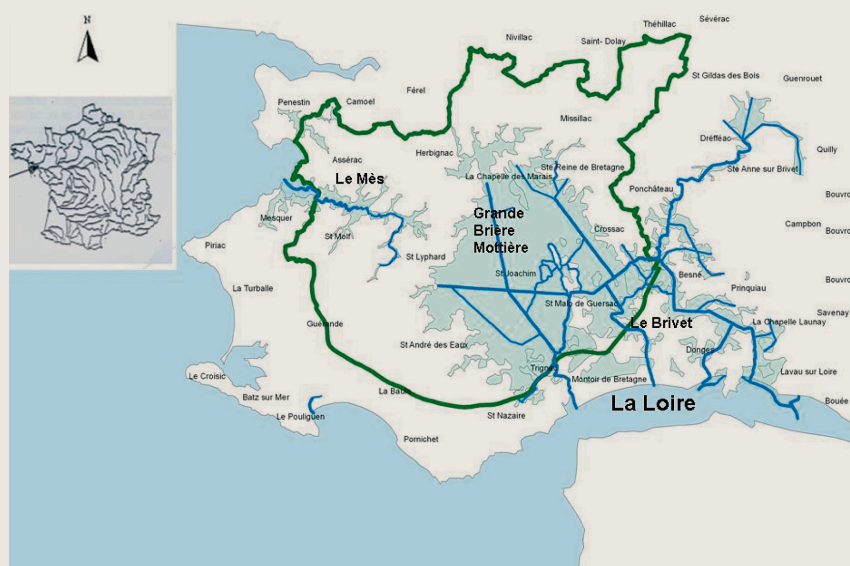 N
Sévérac
Théhillac
Nivillac
Saint- Dolay
St Gildas des Bois
Guenrouet
Férel
Camoel
Penestin
Missillac
Drefféac
Quilly
Herbignac
Assérac
Ste Reine de Bretagne
Ste Anne sur Brivet
La Chapelle des Marais
Le Mès
Ponchâteau
Bouvro
Mesquer
Grande
Brière
Mottière
Crossac
Campbon
Bouvro
St Molf
Piriac
St Lyphard
St Joachim
Besné
Bouvro
La Turballe
Prinquiau
St Malo de Guersac
Savenay
Guérande
Le Brivet
La Chapelle Launay
St André des Eaux
Donges
Trignac
Lavau sur Loire
Le Croisic
Montoir de Bretagne
La Baule
Batz sur Mer
La Loire
Bouée
Le Pouliguen
St Nazaire
Pornichet